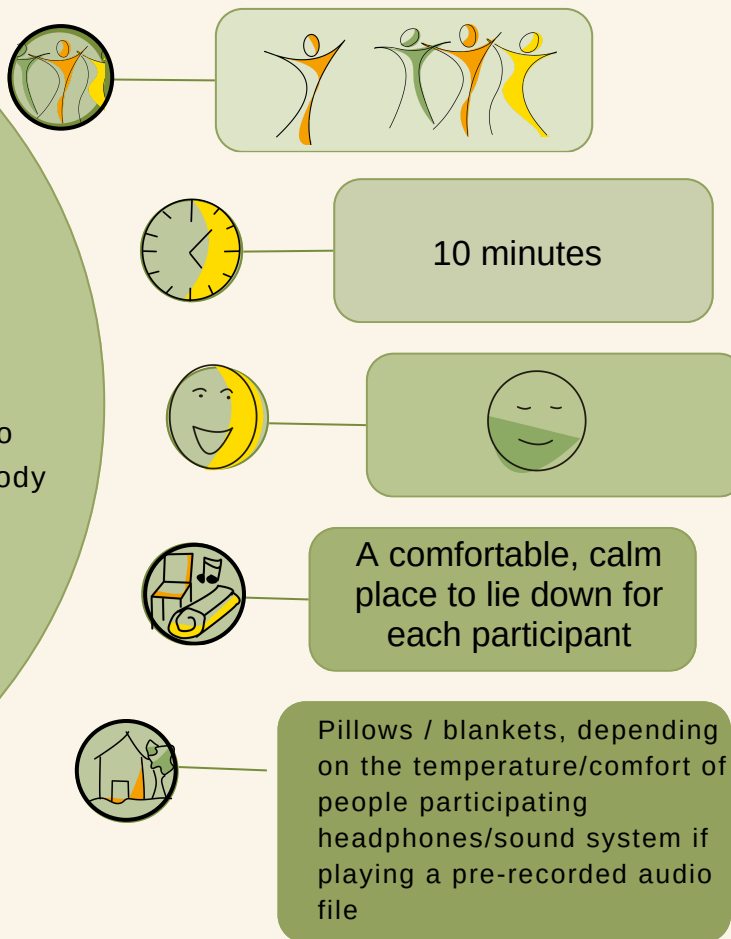 10 minutes
o
ody
A comfortable, calm
place to lie down for
each participant
Pillows / blankets, depending
on the temperature/comfort of
people participating
headphones/sound system if
playing a pre-recorded audio
file